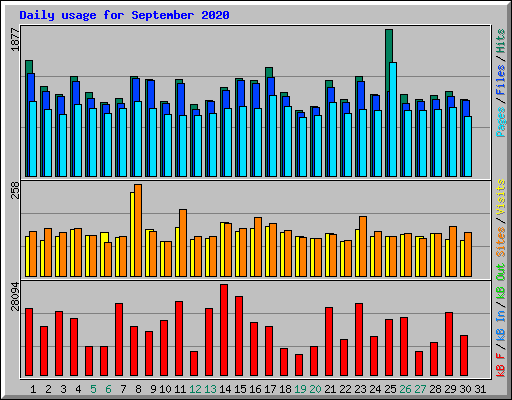 Daily usage for September 2020
1877
Pages / Files / Hits
258
Sites / Visits
28094
kB F / kB In / kB Out
1 2 3 4 5 6 7 8 9 10 11 12 13 14 15 16 17 18 19 20 21 22 23 24 25 26 27 28 29 30 31